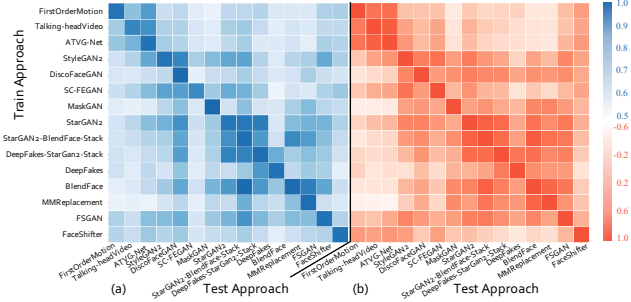 Train Approach
FirstOrderMotion
Talking-headVideo
ATVG-Net
StyleGAN2
DiscoFaceGAN
SC-FEGAN
MaskGAN
StarGAN2
StarGAN2-BlendFace-Stack
DeepFakes-StarGan2-Stack
DeepFakes
BlendFace
MMReplacement
FSGAN
FaceShifter
1.0
0.9
0.8
0.7
0.6
0.5
-0.6
0.2
0.2
0.6
1.0
FirstOrderMotion
Talking-headVideo
ATVG-Net
StyleGAN2
DiscoFaceGAN
SC-FEGAN
MaskGAN
StarGAN2
StarGAN2-BlendFace-Stack
DeepFakes-StarGan2-Stack
DeepFakes
BlendFace
MMReplacement
FSGAN
FaceShifter
FirstOrderMotion
Talking-headVideo
ATVG-Net
StyleGAN2
DiscoFaceGAN
SC-FEGAN
MaskGAN
StarGAN2
StarGAN2-BlendFace-Stack
DeepFakes-StarGan2-Stack
DeepFakes
BlendFace
MMReplacement
FSGAN
FaceShifter
(a) Test Approach (b) Test Approach